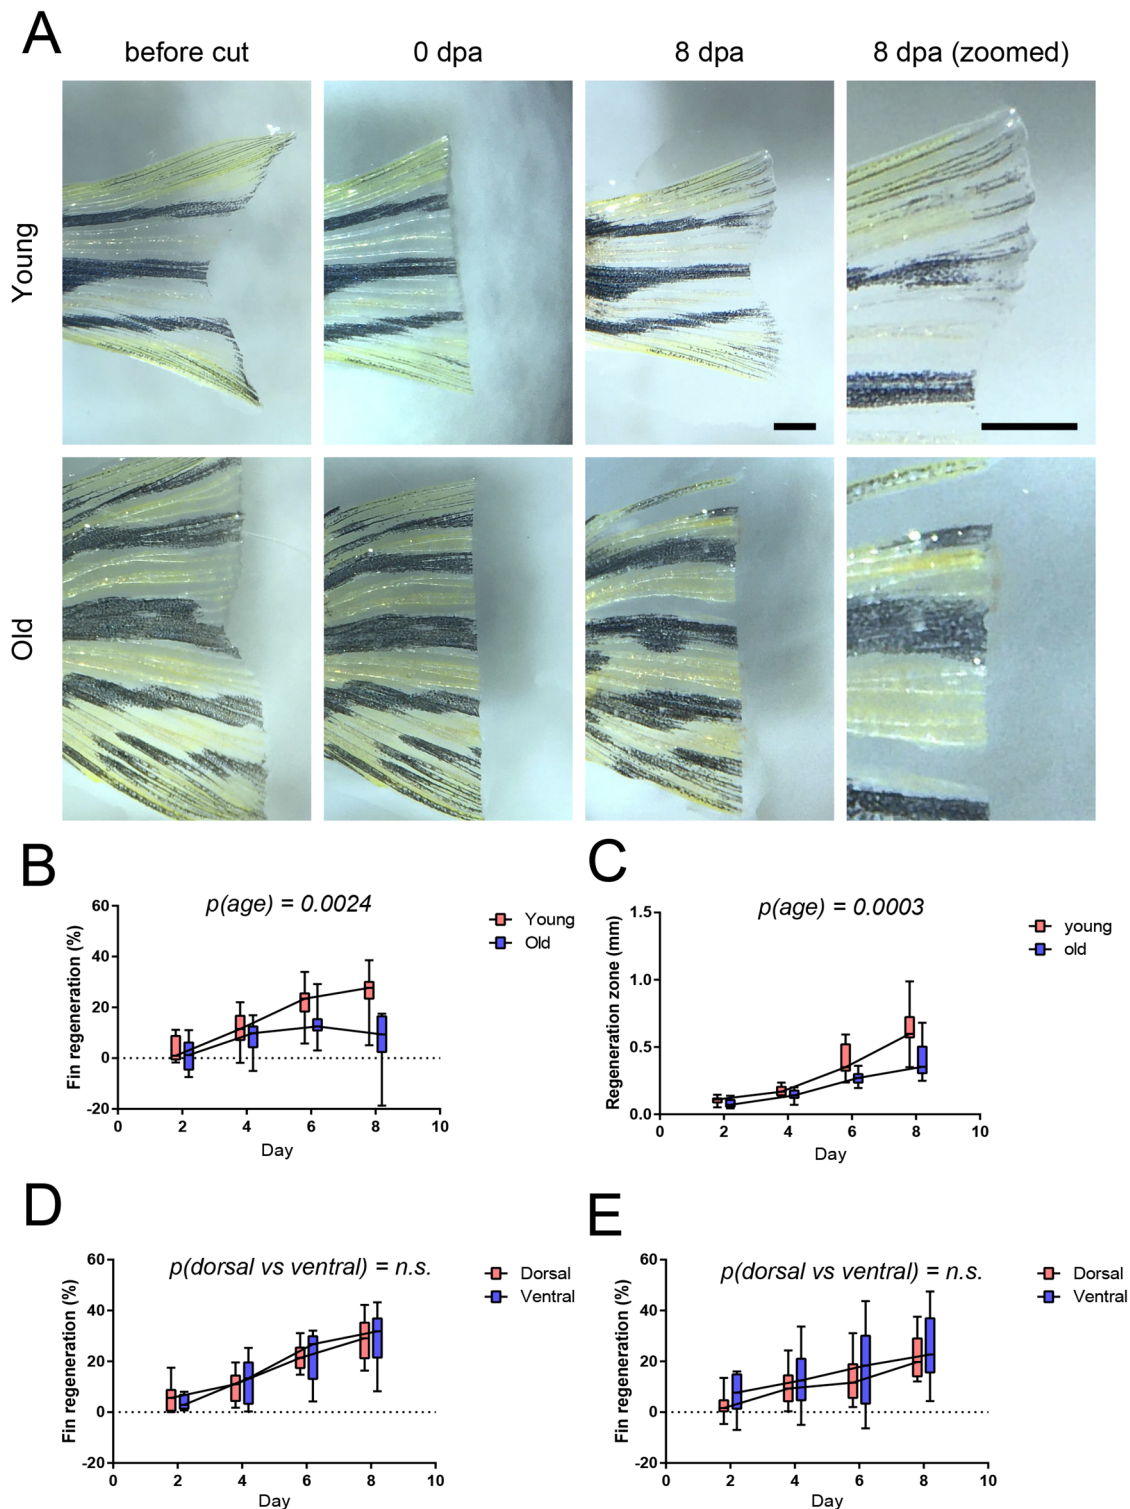 A
before cut
0 dpa
8 dpa
8 dpa (zoomed)
Young
Old
B
p(age) = 0.0024
Fin regeneration (%)
60
40
20
0
-20
0
2
4
6
8
10
Day
Young
Old
C
p(age) = 0.0003
Regeneration zone (mm)
1.5
1.0
0.5
0.0
0
2
4
6
8
10
Day
young
old
D
p(dorsal vs ventral) = n.s.
Fin regeneration (%)
60
40
20
0
-20
0
2
4
6
8
10
Day
Dorsal
Ventral
E
p(dorsal vs ventral) = n.s.
Fin regeneration (%)
60
40
20
0
-20
0
2
4
6
8
10
Day
Dorsal
Ventral